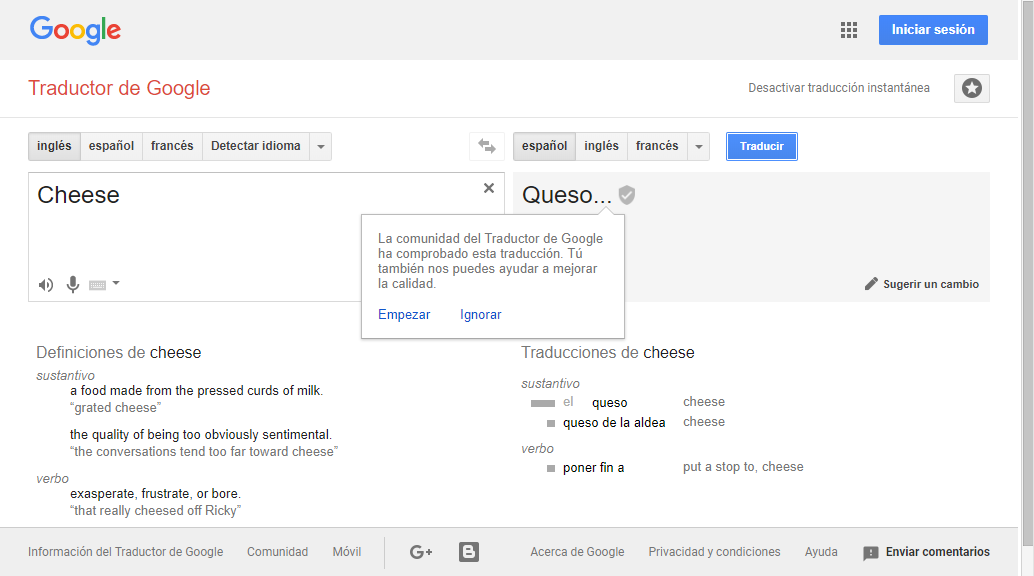 Google
Iniciar sesión
Traductor de Google
Desactivar traducción instantánea
inglés español francés Detectar idioma
español inglés francés Traducir
Cheese
Queso...
La comunidad del Traductor de Google
ha comprobado esta traducción. Tú
también nos puedes ayudar a mejorar
la calidad.
Empezar Ignorar
Sugerir un cambio
Definiciones de cheese
sustantivo
a food made from the pressed curds of milk.
“grated cheese”
the quality of being too obviously sentimental.
“the conversations tend too far toward cheese”
verbo
exasperate, frustrate, or bore.
“that really cheesed off Ricky”
Traducciones de cheese
sustantivo
el queso cheese
queso de la aldea cheese
verbo
poner fin a put a stop to, cheese
Información del Traductor de Google Comunidad Móvil G+ B Acerca de Google Privacidad y condiciones Ayuda Enviar comentarios